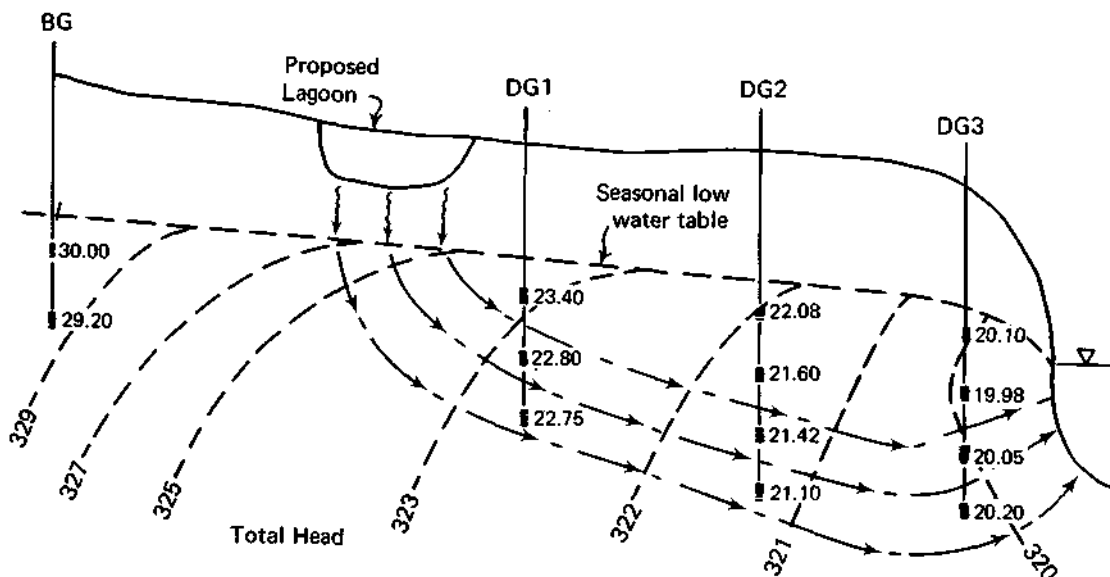 BG
Proposed
Lagoon
DG1
DG2
DG3
Seasonal low
water table
30.00
29.20
23.40
22.80
22.75
22.08
21.60
21.42
21.10
20.10
19.98
20.05
20.20
329
327
325
323
322
321
320
Total Head